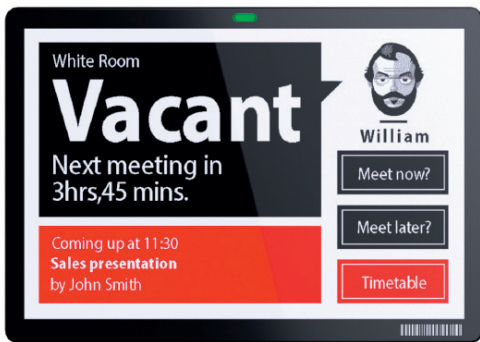 White Room
Vacant
Next meeting in
3hrs,45 mins.
Coming up at 11:30
Sales presentation
by John Smith
William
Meet now?
Meet later?
Timetable